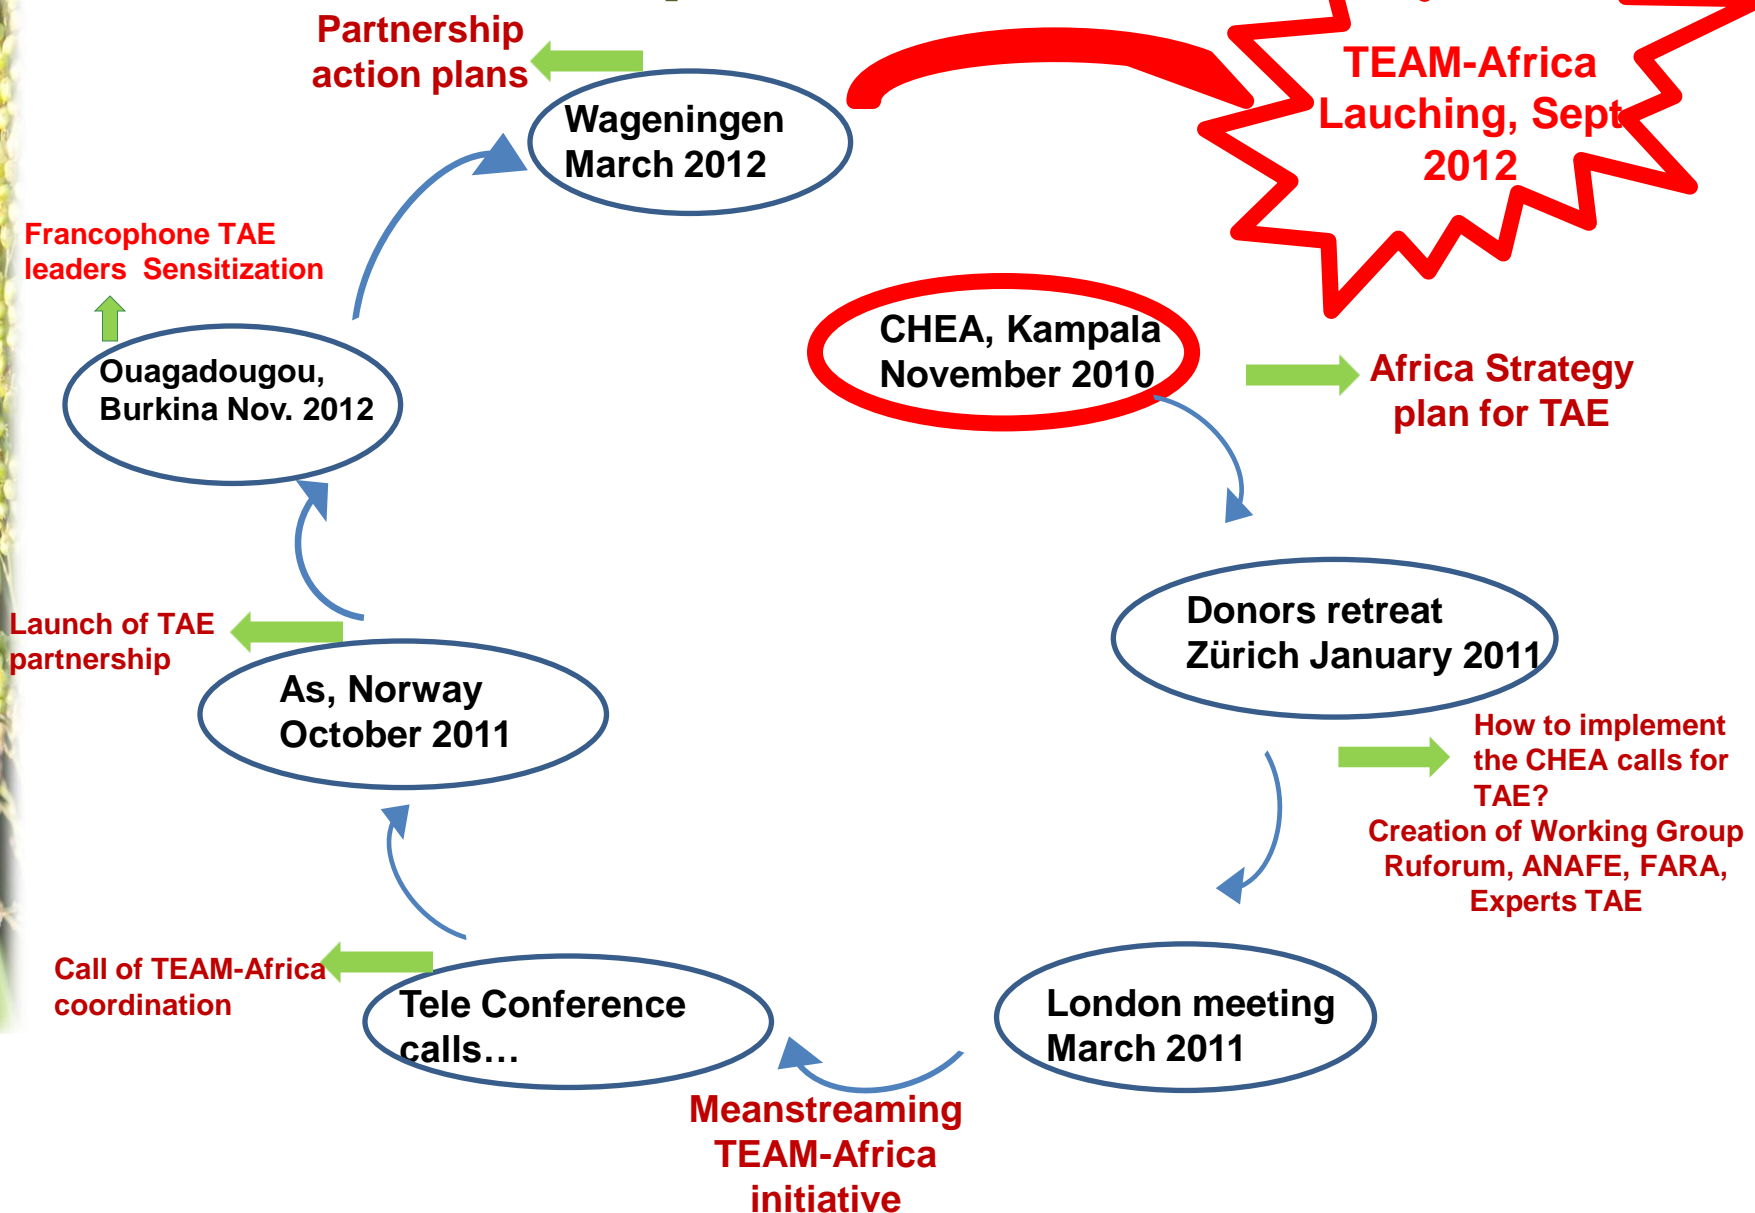 Partnership
action plans
Wageningen
March 2012
TEAM-Africa
Lauching, Sept
2012
Francophone TAE
leaders Sensitization
Ouagadougou,
Burkina Nov. 2012
CHEA, Kampala
November 2010
Africa Strategy
plan for TAE
Donors retreat
Zürich January 2011
Launch of TAE
partnership
As, Norway
October 2011
How to implement
the CHEA calls for
TAE?
Creation of Working Group
Ruforum, ANAFE, FARA,
Experts TAE
Call of TEAM-Africa
coordination
Tele Conference
calls…
London meeting
March 2011
Meanstreaming
TEAM-Africa
initiative